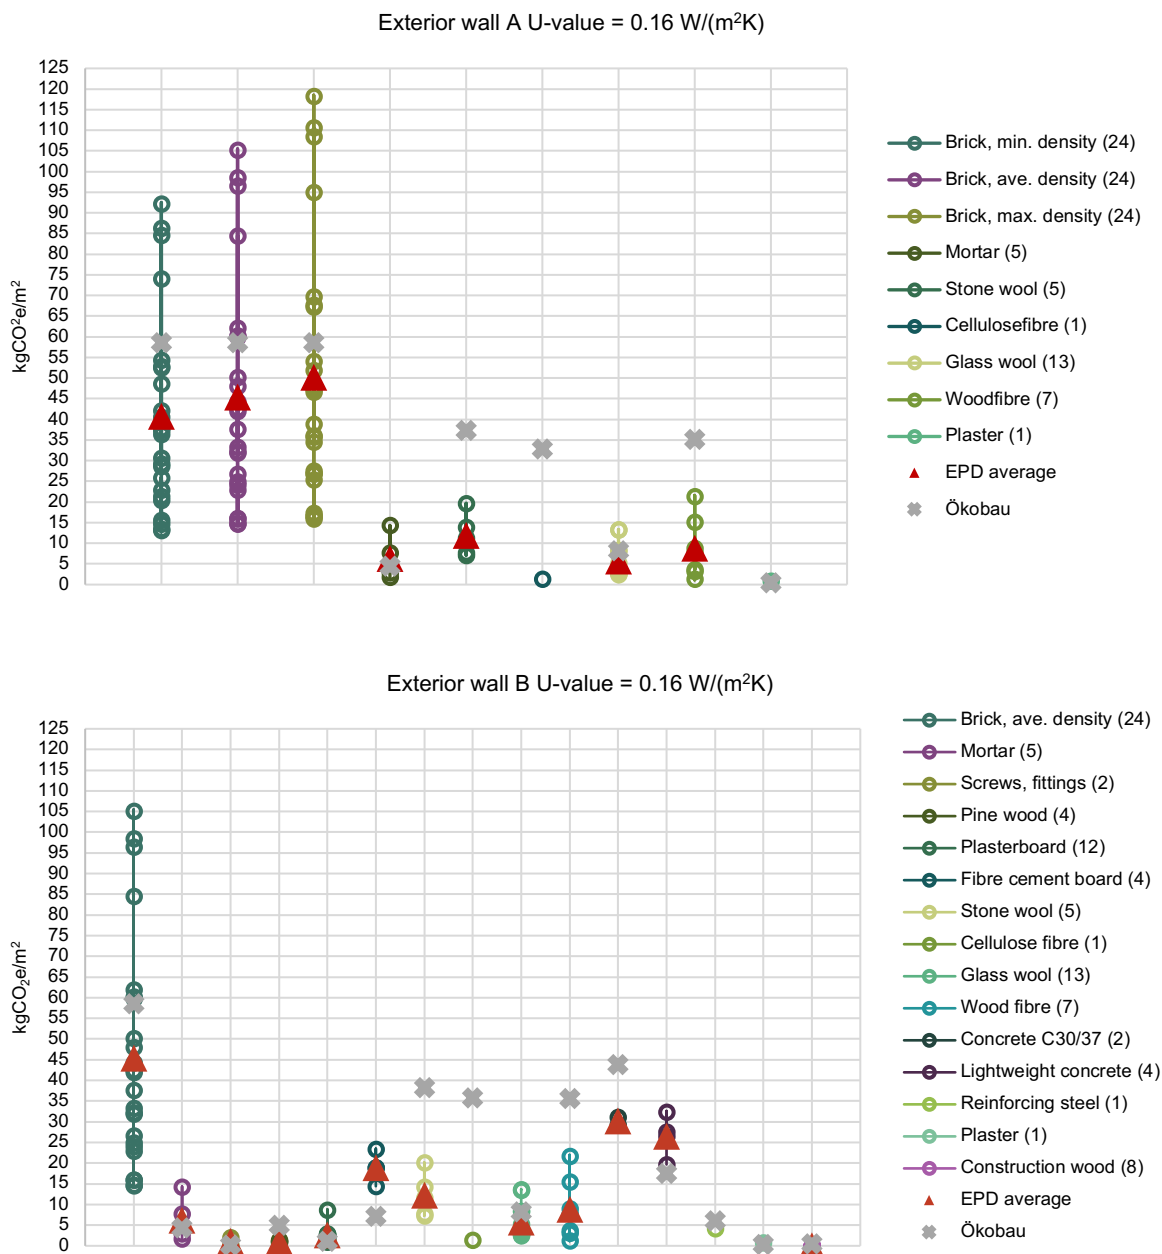 Exterior wall A U-value = 0.16 W/(m²K)
125
120
115
110
105
100
95
90
85
80
75
70
65
60
55
50
45
40
35
30
25
20
15
10
5
0
kgCO²e/m²
Brick, min. density (24)
Brick, ave. density (24)
Brick, max. density (24)
Mortar (5)
Stone wool (5)
Cellulosefibre (1)
Glass wool (13)
Woodfibre (7)
Plaster (1)
EPD average
Ökobau
Exterior wall B U-value = 0.16 W/(m²K)
125
120
115
110
105
100
95
90
85
80
75
70
65
60
55
50
45
40
35
30
25
20
15
10
5
0
kgCO₂e/m²
Brick, ave. density (24)
Mortar (5)
Screws, fittings (2)
Pine wood (4)
Plasterboard (12)
Fibre cement board (4)
Stone wool (5)
Cellulose fibre (1)
Glass wool (13)
Wood fibre (7)
Concrete C30/37 (2)
Lightweight concrete (4)
Reinforcing steel (1)
Plaster (1)
Construction wood (8)
EPD average
Ökobau